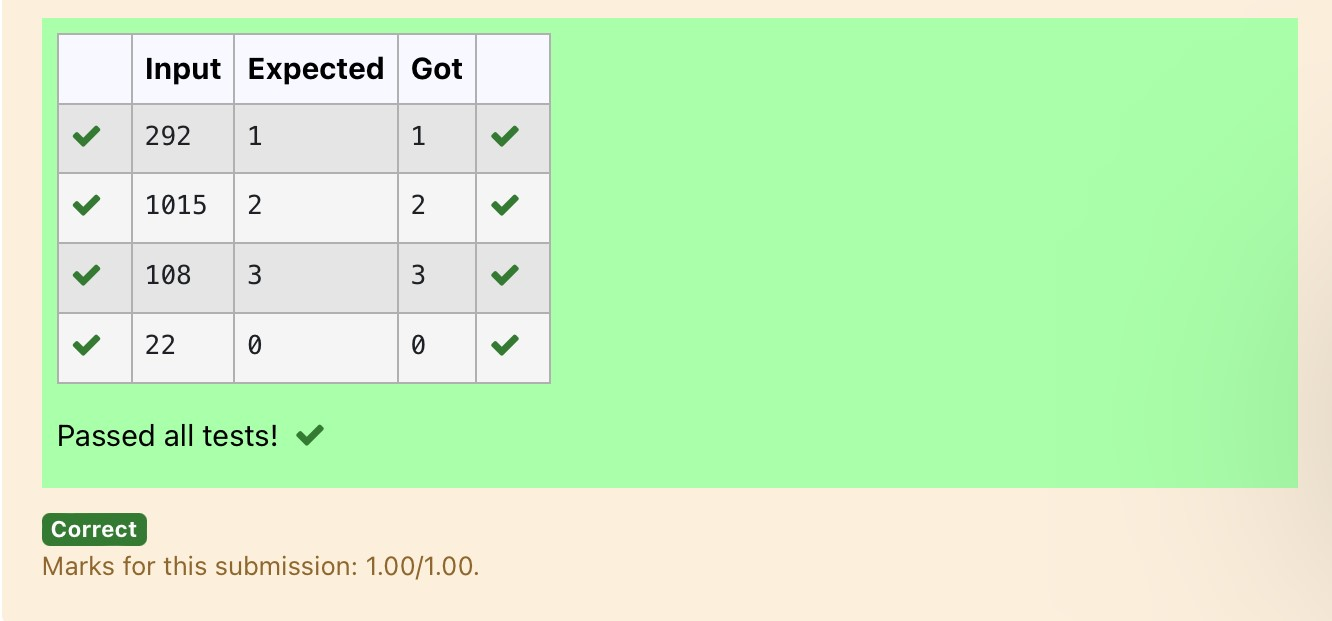 Input Expected Got
292 1 1
1015 2 2
108 3 3
22 0 0
Passed all tests!
Correct
Marks for this submission: 1.00/1.00.